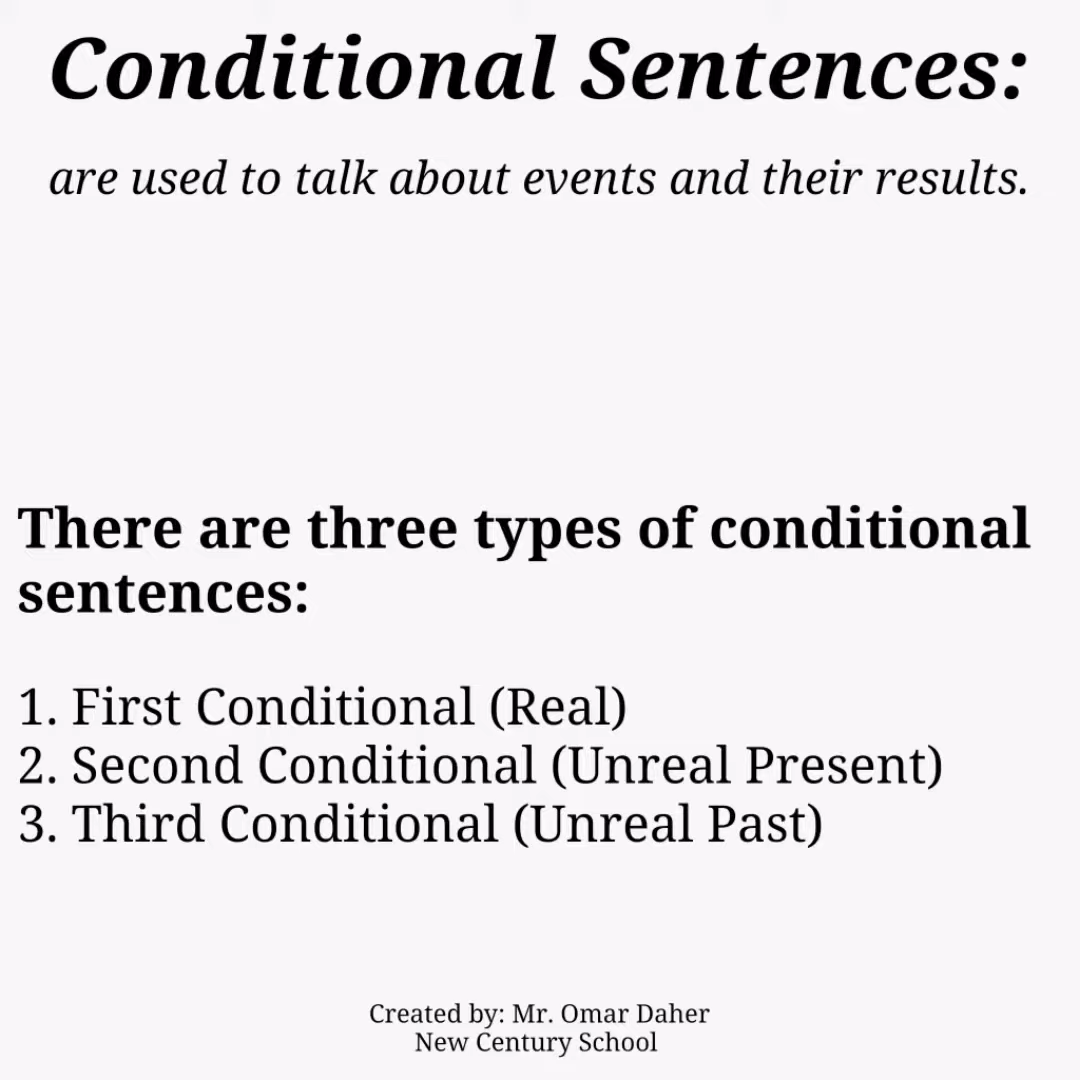 Conditional Sentences:
are used to talk about events and their results.
There are three types of conditional
sentences:
1. First Conditional (Real)
2. Second Conditional (Unreal Present)
3. Third Conditional (Unreal Past)
Created by: Mr. Omar Daher
New Century School